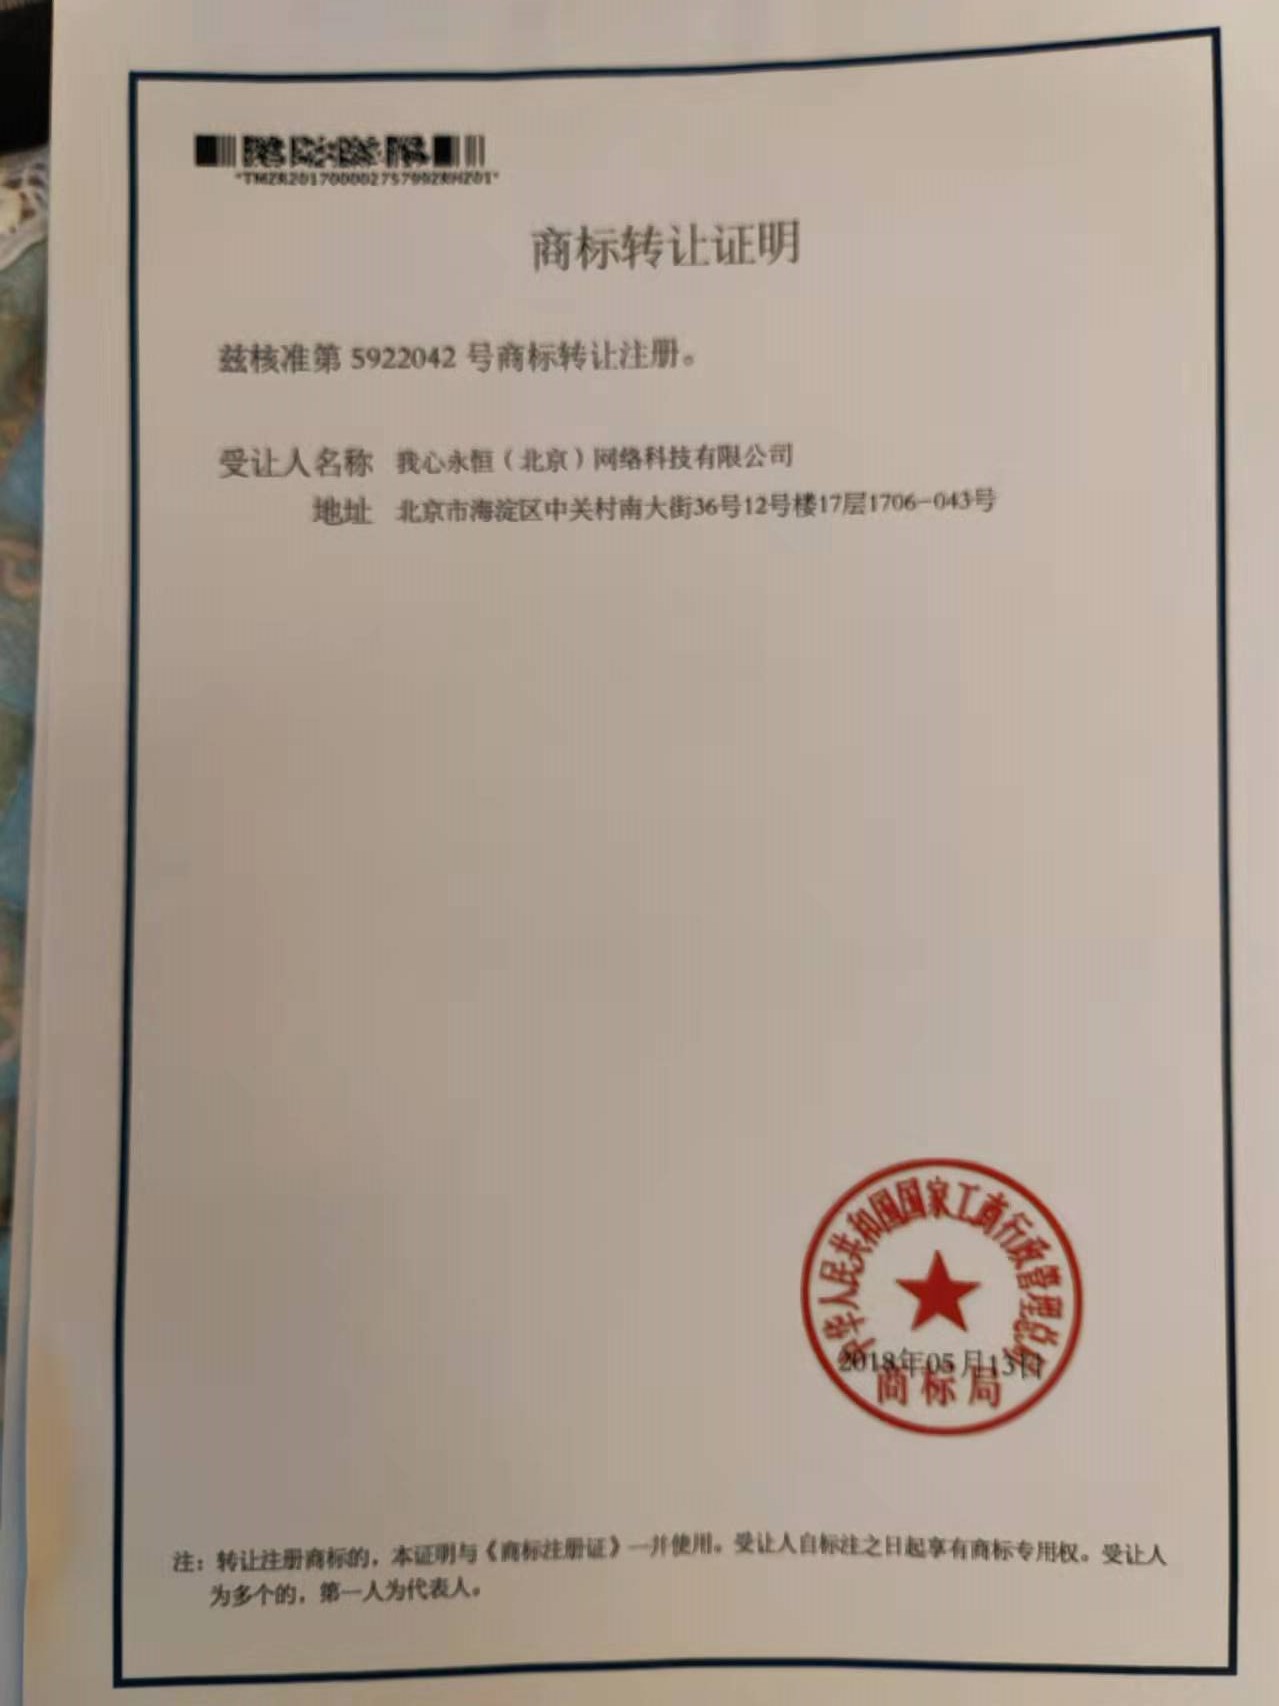 *TMZR20170000275799ZRHZ01*
商标转让证明
兹核准第 5922042 号商标转让注册。
受让人名称 我心永恒（北京）网络科技有限公司
地址 北京市海淀区中关村南大街36号12号楼17层1706-043号
中华人民共和国国家工商行政管理总局
2018年05月13日
商标局
注：转让注册商标的，本证明与《商标注册证》一并使用。受让人自标注之日起享有商标专用权。受让人
为多个的，第一人为代表人。